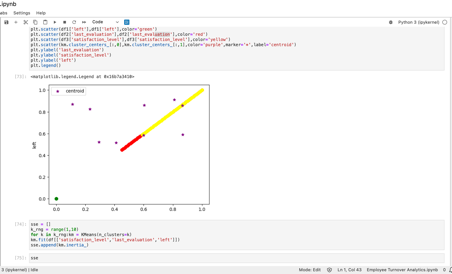 .ipynb
abs Settings Help
Code
Python 3 (ipykernel)
plt.scatter(df1['left'],df1['left'],color='green')
plt.scatter(df2['last_evaluation'],df2['last_evaluation'],color='red')
plt.scatter(df3['satisfaction_level'],df3['satisfaction_level'],color='yellow')
plt.scatter(km.cluster_centers_[:,0],km.cluster_centers_[:,1],color='purple',marker='*',label='centroid')
plt.xlabel('last_evaluation')
plt.ylabel('satisfaction_level')
plt.ylabel('left')
plt.legend()
<matplotlib.legend.Legend at
centroid
1.0
0.8
0.6
0.4
0.2
0.0
left
0.0 0.2 0.4 0.6 0.8 1.0
sse = []
k_rng = range(1,10)
for k in k_rng:km = KMeans(n_clusters=k)
km.fit(df[['satisfaction_level','last_evaluation','left']])
sse.append(km.inertia_)
sse
3 (ipykernel) | Idle
Mode: Edit Ln 1, Col 43 Employee Turnover Analytics.ipynb 0